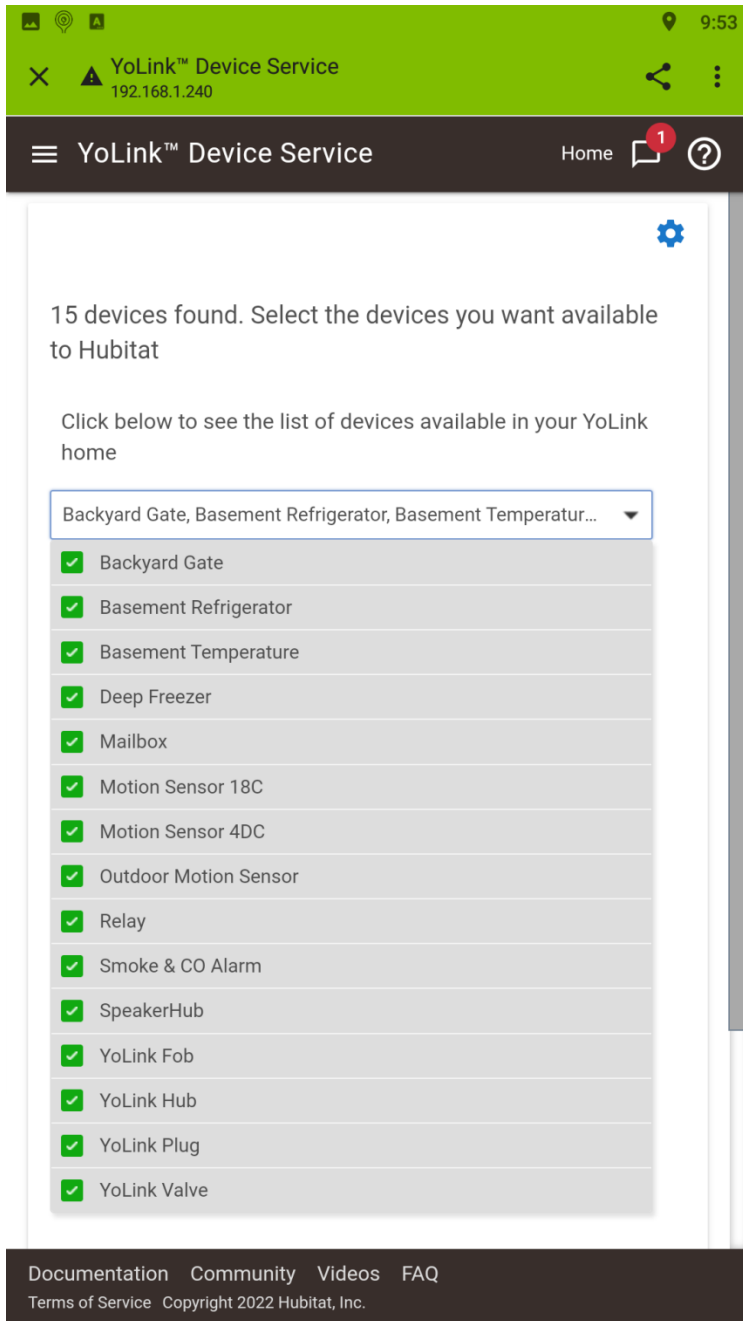 9:53
YoLink™ Device Service
192.168.1.240
YoLink™ Device Service
Home
1
15 devices found. Select the devices you want available
to Hubitat
Click below to see the list of devices available in your YoLink
home
Backyard Gate, Basement Refrigerator, Basement Temperatur...
Backyard Gate
Basement Refrigerator
Basement Temperature
Deep Freezer
Mailbox
Motion Sensor 18C
Motion Sensor 4DC
Outdoor Motion Sensor
Relay
Smoke & CO Alarm
SpeakerHub
YoLink Fob
YoLink Hub
YoLink Plug
YoLink Valve
Documentation Community Videos FAQ
Terms of Service Copyright 2022 Hubitat, Inc.